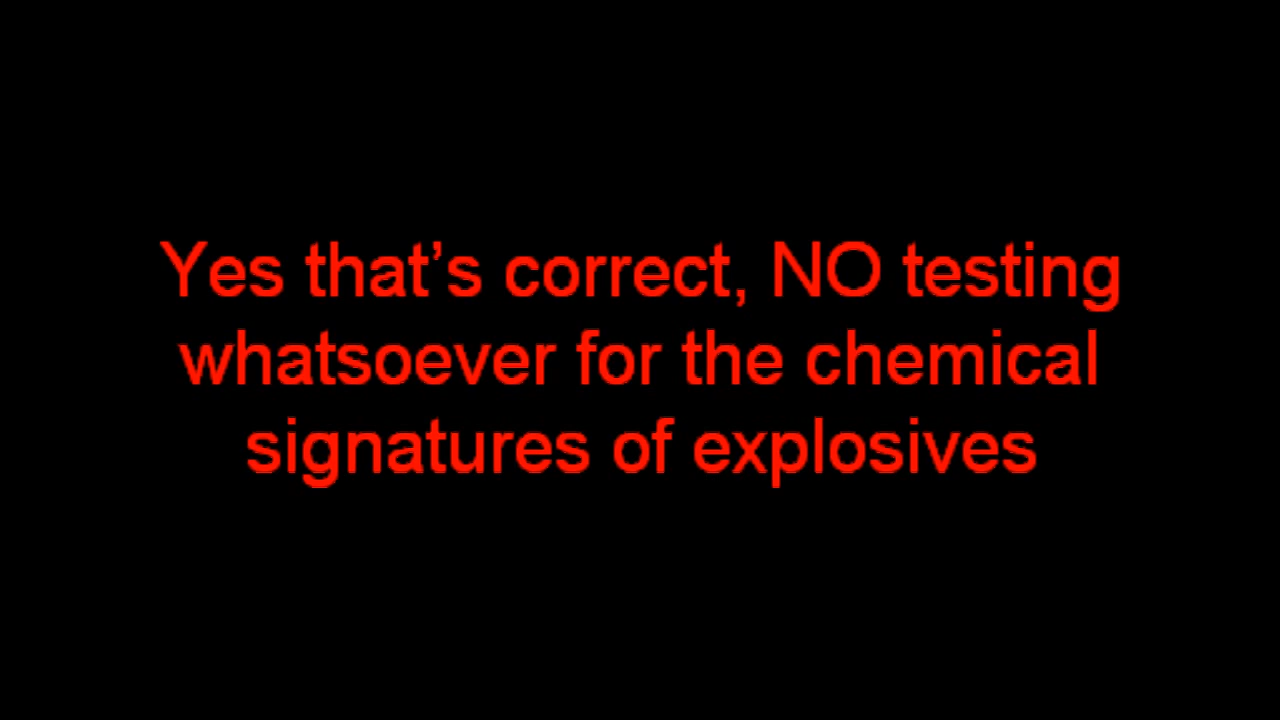 Yes that’s correct, NO testing
whatsoever for the chemical
signatures of explosives